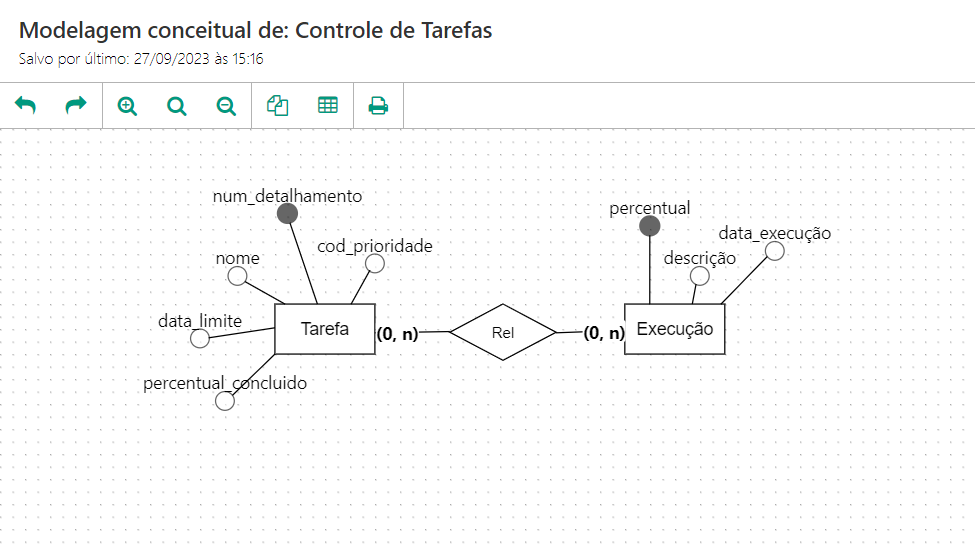 Modelagem conceitual de: Controle de Tarefas
Salvo por último: 27/09/2023 às 15:16
num_detalhamento
percentual
data_execução
cod_prioridade
nome
descrição
data_limite
Tarefa
(0, n)
Rel
(0, n)
Execução
percentual_concluido